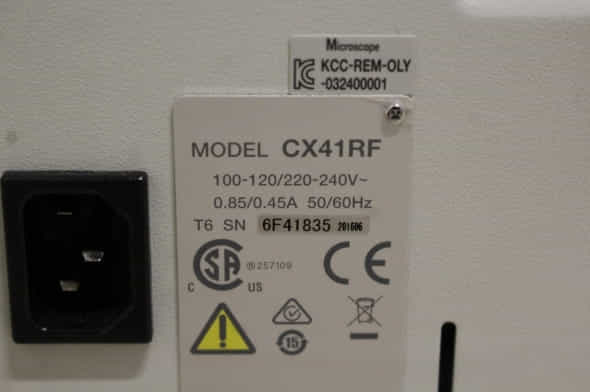 Microscope
KCC-REM-OLY
-032400001
MODEL CX41RF
100-120/220-240V~
0.85/0.45A 50/60Hz
T6 SN 6F41835 201606
CSA ®257109
C US
CE
15